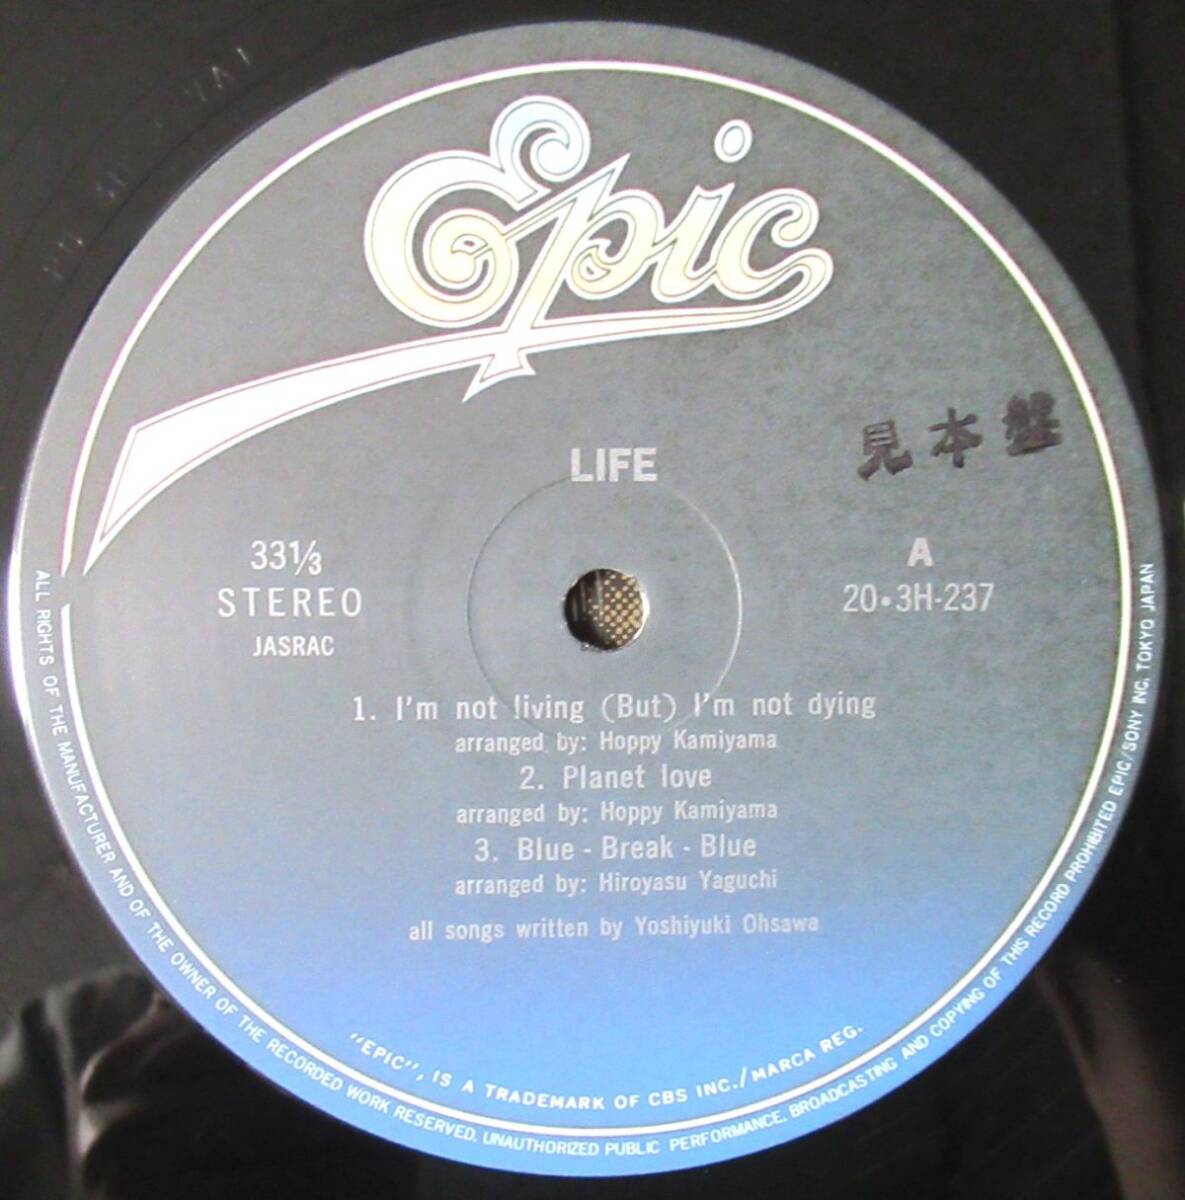 Epic
LIFE
見本盤
33⅓
STEREO
JASRAC
A
20•3H-237
1. I'm not living (But) I'm not dying
arranged by: Hoppy Kamiyama
2. Planet love
arranged by: Hoppy Kamiyama
3. Blue - Break - Blue
arranged by: Hiroyasu Yaguchi
all songs written by Yoshiyuki Ohsawa
"EPIC", IS A TRADEMARK OF CBS INC./MARCA REG.
ALL RIGHTS OF THE MANUFACTURER AND OF THE OWNER OF THE RECORDED WORK RESERVED. UNAUTHORIZED PUBLIC PERFORMANCE, BROADCASTING AND COPYING OF THIS RECORD PROHIBITED EPIC/SONY INC. TOKYO JAPAN